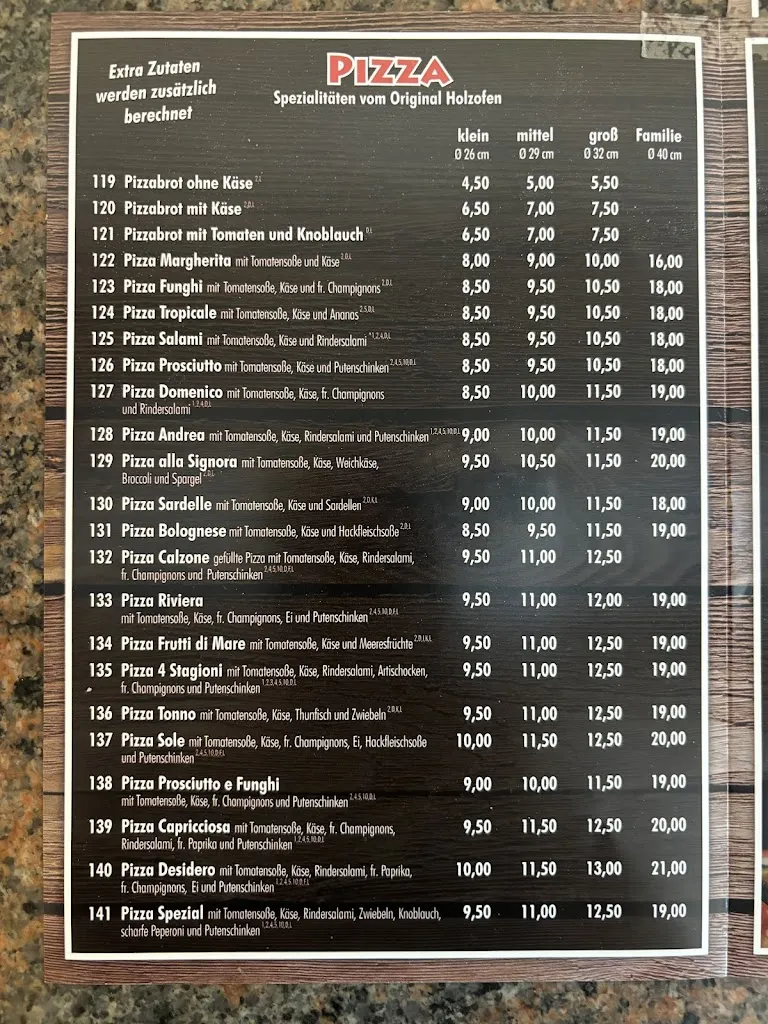 Extra Zutaten
werden zusätzlich
berechnet
PIZZA
Spezialitäten vom Original Holzofen
klein mittel groß Familie
Ø 26 cm Ø 29 cm Ø 32 cm Ø 40 cm
119 Pizzabrot ohne Käse 4,50 5,00 5,50
120 Pizzabrot mit Käse 6,50 7,00 7,50
121 Pizzabrot mit Tomaten und Knoblauch 6,50 7,00 7,50
122 Pizza Margherita mit Tomatensoße und Käse 8,00 9,00 10,00 16,00
123 Pizza Funghi mit Tomatensoße, Käse und fr. Champignons 8,50 9,50 10,50 18,00
124 Pizza Tropicale mit Tomatensoße, Käse und Ananas 8,50 9,50 10,50 18,00
125 Pizza Salami mit Tomatensoße, Käse und Rindersalami 8,50 9,50 10,50 18,00
126 Pizza Prosciutto mit Tomatensoße, Käse und Putenschinken 8,50 9,50 10,50 18,00
127 Pizza Domenico mit Tomatensoße, Käse, fr. Champignons 8,50 10,00 11,50 19,00
und Rindersalami
128 Pizza Andrea mit Tomatensoße, Käse, Rindersalami und Putenschinken 9,00 10,00 11,50 19,00
129 Pizza alla Signora mit Tomatensoße, Käse, Weichkäse, 9,50 10,50 11,50 20,00
Broccoli und Spargel
130 Pizza Sardelle mit Tomatensoße, Käse und Sardellen 9,00 10,00 11,50 18,00
131 Pizza Bolognese mit Tomatensoße, Käse und Hackfleischsoße 8,50 9,50 11,50 19,00
132 Pizza Calzone gefüllte Pizza mit Tomatensoße, Käse, Rindersalami, 9,50 11,00 12,50
fr. Champignons und Putenschinken
133 Pizza Riviera 9,50 11,00 12,00 19,00
mit Tomatensoße, Käse, fr. Champignons, Ei und Putenschinken
134 Pizza Frutti di Mare mit Tomatensoße, Käse und Meeresfrüchte 9,50 11,00 12,50 19,00
135 Pizza 4 Stagioni mit Tomatensoße, Käse, Rindersalami, Artischocken, 9,50 11,00 12,50 19,00
fr. Champignons und Putenschinken
136 Pizza Tonno mit Tomatensoße, Käse, Thunfisch und Zwiebeln 9,50 11,00 12,50 19,00
137 Pizza Sole mit Tomatensoße, Käse, fr. Champignons, Ei, Hackfleischsoße 10,00 11,50 12,50 20,00
und Putenschinken
138 Pizza Prosciutto e Funghi 9,00 10,00 11,50 19,00
mit Tomatensoße, Käse, fr. Champignons und Putenschinken
139 Pizza Capricciosa mit Tomatensoße, Käse, fr. Champignons, 9,50 11,50 12,50 20,00
Rindersalami, fr. Paprika und Putenschinken
140 Pizza Desidero mit Tomatensoße, Käse, Rindersalami, fr. Paprika, 10,00 11,50 13,00 21,00
fr. Champignons, Ei und Putenschinken
141 Pizza Spezial mit Tomatensoße, Käse, Rindersalami, Zwiebeln, Knoblauch, 9,50 11,00 12,50 19,00
scharfe Peperoni und Putenschinken